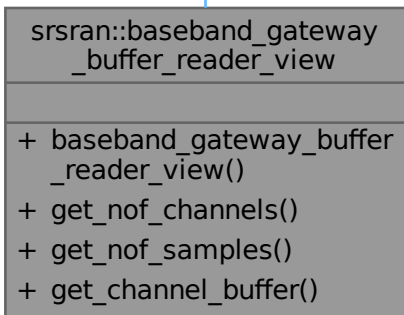 srsran::baseband_gateway
_buffer_reader_view
+ baseband_gateway_buffer
_reader_view()
+ get_nof_channels()
+ get_nof_samples()
+ get_channel_buffer()